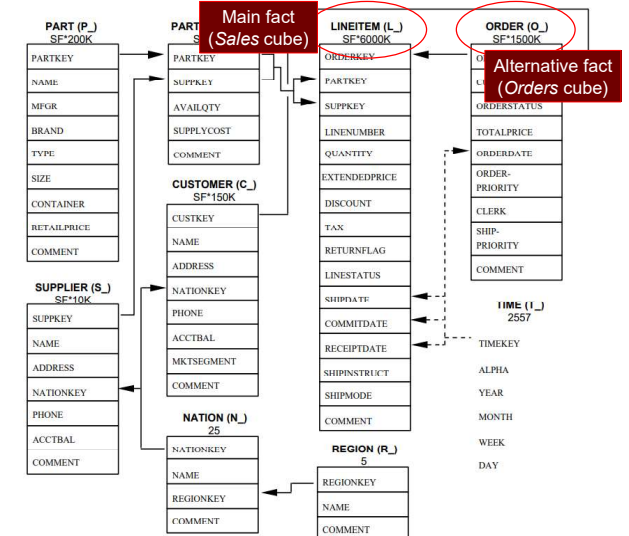 PART (P_)
SF*200K
PARTKEY
NAME
MFGR
BRAND
TYPE
SIZE
CONTAINER
RETAILPRICE
COMMENT
SUPPLIER (S_)
SF*10K
SUPPKEY
NAME
ADDRESS
NATIONKEY
PHONE
ACCTBAL
COMMENT
PART
PARTKEY
SUPPKEY
AVAILQTY
SUPPLYCOST
COMMENT
CUSTOMER (C_)
SF*150K
CUSTKEY
NAME
ADDRESS
NATIONKEY
PHONE
ACCTBAL
MKTSEGMENT
COMMENT
NATION (N_)
25
NATIONKEY
NAME
REGIONKEY
COMMENT
Main fact
(Sales cube)
LINEITEM (L_)
SF*6000K
ORDERKEY
PARTKEY
SUPPKEY
LINENUMBER
QUANTITY
EXTENDEDPRICE
DISCOUNT
TAX
RETURNFLAG
LINESTATUS
SHIPDATE
COMMITDATE
RECEIPTDATE
SHIPINSTRUCT
SHIPMODE
COMMENT
REGION (R_)
5
REGIONKEY
NAME
COMMENT
ORDER (O_)
SF*1500K
Alternative fact
(Orders cube)
ORDERSTATUS
TOTALPRICE
ORDERDATE
ORDER-
PRIORITY
CLERK
SHIP-
PRIORITY
COMMENT
TIME (T_)
2557
TIMEKEY
ALPHA
YEAR
MONTH
WEEK
DAY